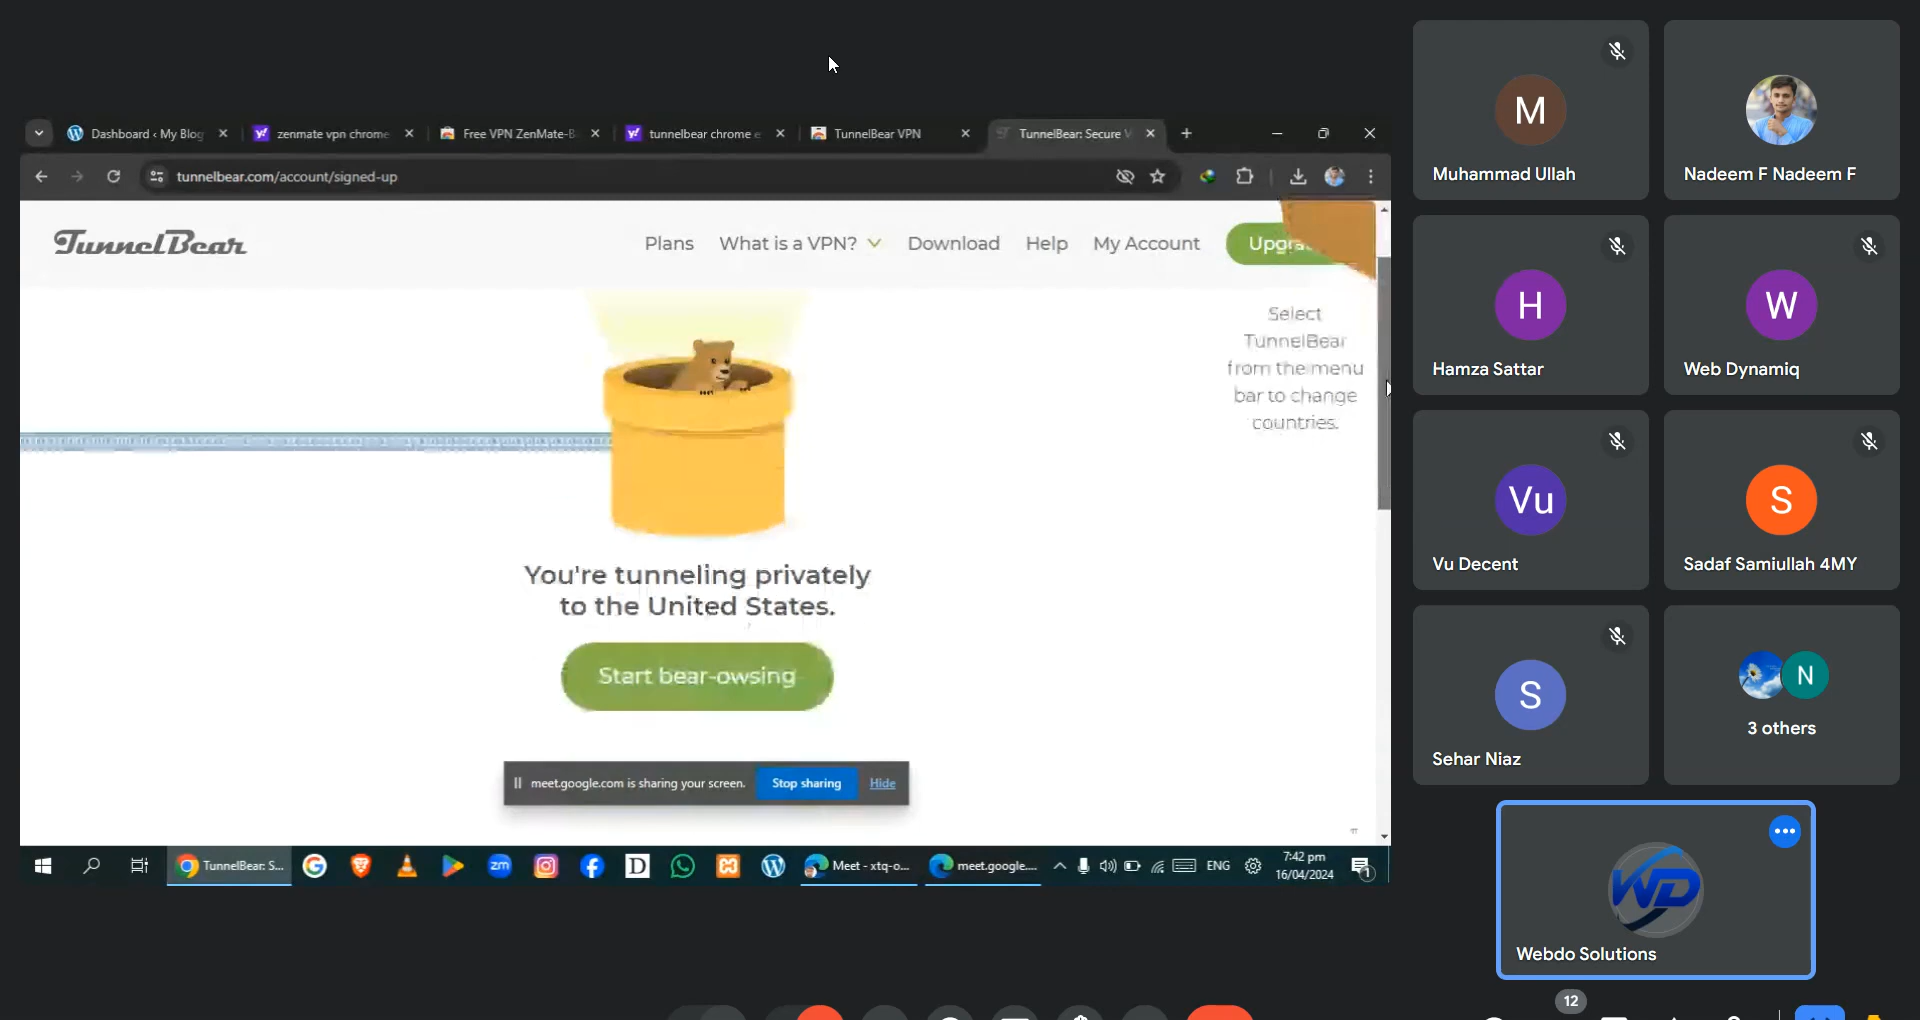 Dashboard ‹ My Blog
zenmate vpn chrome
Free VPN ZenMate-B
tunnelbear chrome e
TunnelBear VPN
TunnelBear: Secure V
tunnelbear.com/account/signed-up
TunnelBear
Plans
What is a VPN?
Download
Help
My Account
Select
TunnelBear
from the menu
bar to change
countries.
You're tunneling privately
to the United States.
Start bear-owsing
meet.google.com is sharing your screen.
Stop sharing
Hide
TunnelBear: S...
zm
Meet - xtq-o...
meet.google....
ENG
7:42 pm
16/04/2024
1
M
Muhammad Ullah
Nadeem F Nadeem F
H
Hamza Sattar
W
Web Dynamiq
Vu
Vu Decent
S
Sadaf Samiullah 4MY
S
Sehar Niaz
N
3 others
WD
Webdo Solutions
12